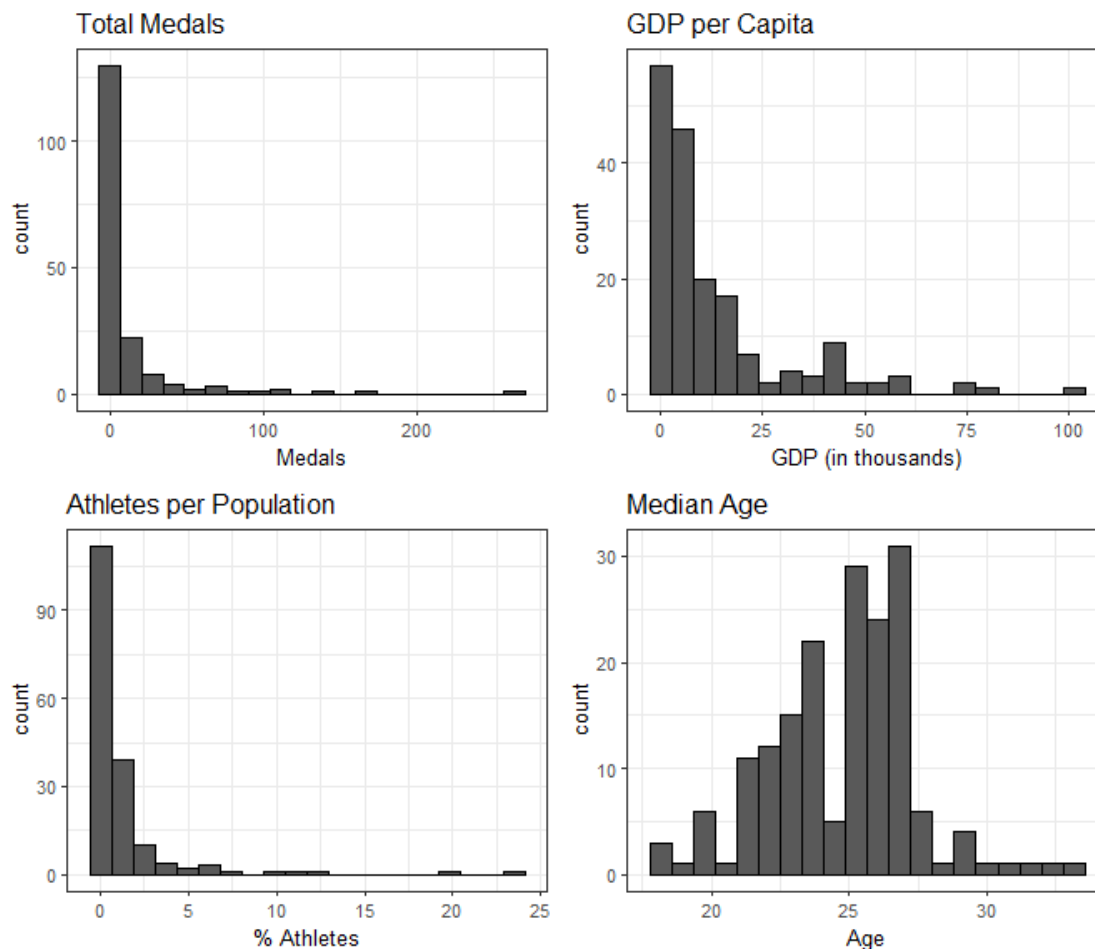 Total Medals
count
100
50
0
0
100
200
Medals
GDP per Capita
count
40
20
0
0
25
50
75
100
GDP (in thousands)
Athletes per Population
count
90
60
30
0
0
5
10
15
20
25
% Athletes
Median Age
count
30
20
10
0
20
25
30
Age